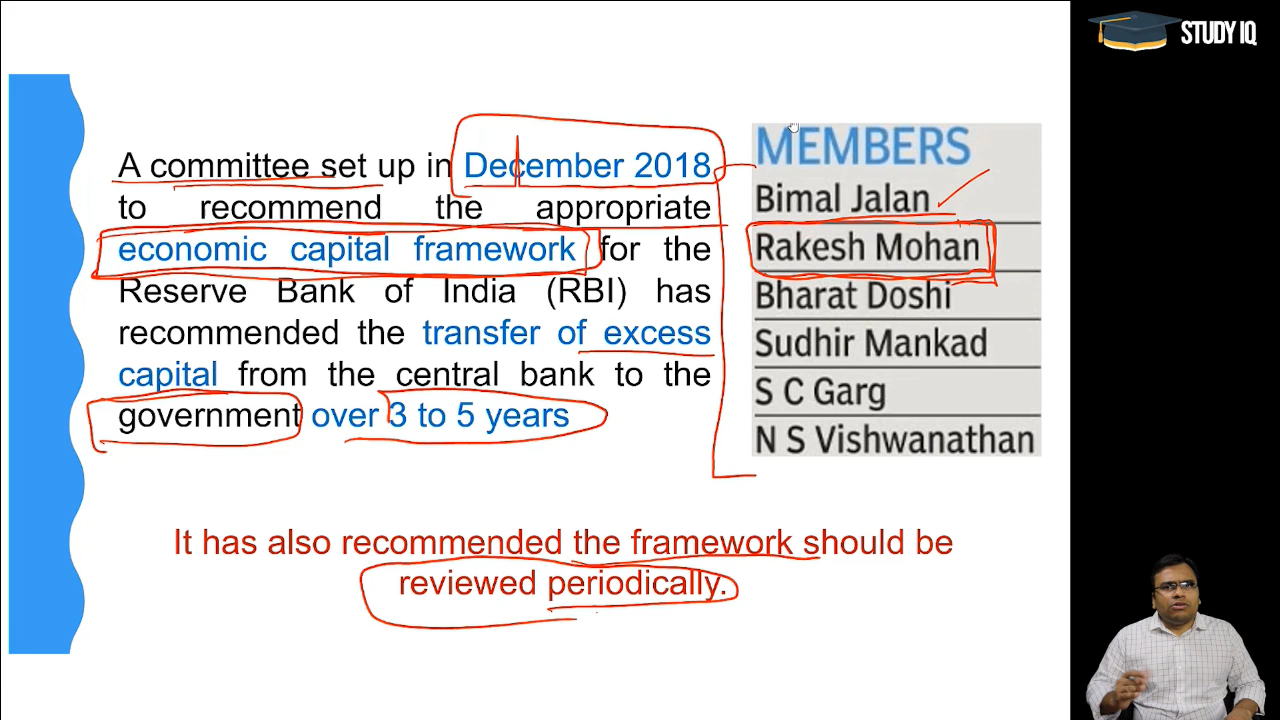 STUDY IQ
A committee set up in December 2018
to recommend the appropriate
economic capital framework for the
Reserve Bank of India (RBI) has
recommended the transfer of excess
capital from the central bank to the
government over 3 to 5 years
MEMBERS
Bimal Jalan
Rakesh Mohan
Bharat Doshi
Sudhir Mankad
S C Garg
N S Vishwanathan
It has also recommended the framework should be
reviewed periodically.